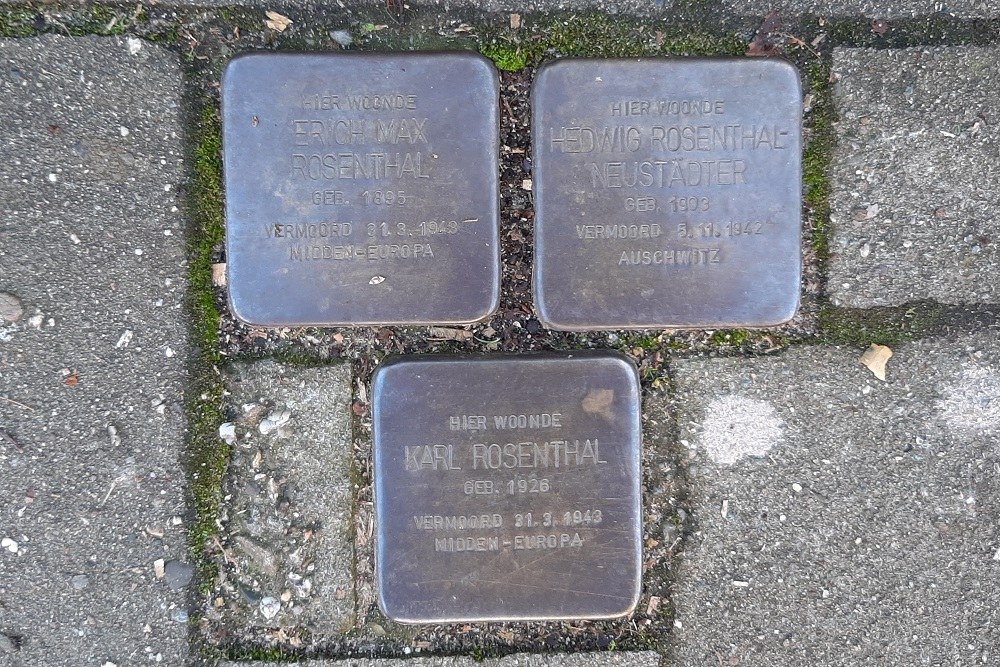 HIER WOONDE
ERICH MAX
ROSENTHAL
GEB. 1895
VERMOORD 31.3.1943
MIDDEN-EUROPA
HIER WOONDE
HEDWIG ROSENTHAL-
NEUSTÄDTER
GEB. 1903
VERMOORD 5.11.1942
AUSCHWITZ
HIER WOONDE
KARL ROSENTHAL
GEB. 1926
VERMOORD 31.3.1943
MIDDEN-EUROPA